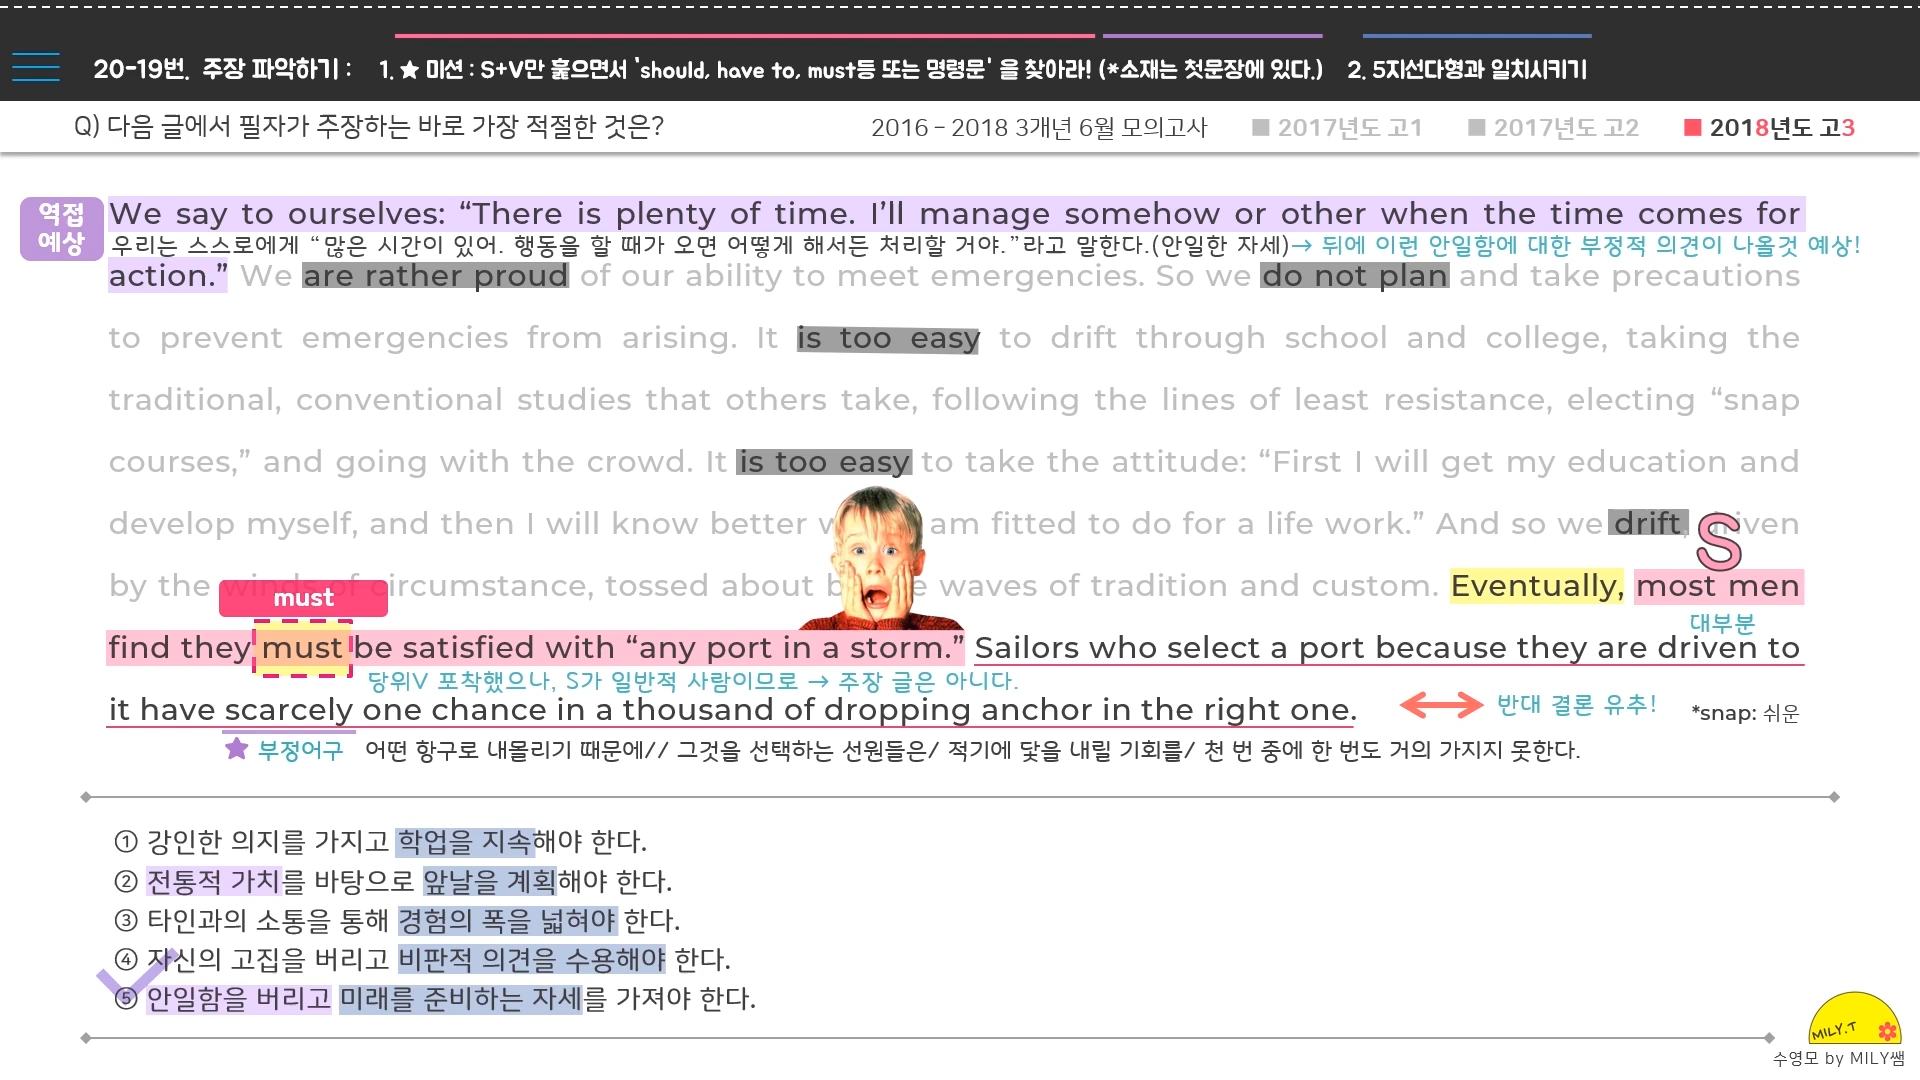 20-19번. 주장 파악하기 : 1. ★ 미션 : S+V만 훑으면서 'should, have to, must등 또는 명령문' 을 찾아라! (*소재는 첫문장에 있다.) 2. 5지선다형과 일치시키기
Q) 다음 글에서 필자가 주장하는 바로 가장 적절한 것은? 2016 – 2018 3개년 6월 모의고사 ■ 2017년도 고1 ■ 2017년도 고2 ■ 2018년도 고3
역접
예상
We say to ourselves: “There is plenty of time. I’ll manage somehow or other when the time comes for
우리는 스스로에게 “많은 시간이 있어. 행동을 할 때가 오면 어떻게 해서든 처리할 거야.”라고 말한다.(안일한 자세)→ 뒤에 이런 안일함에 대한 부정적 의견이 나올것 예상!
action.” We are rather proud of our ability to meet emergencies. So we do not plan and take precautions
to prevent emergencies from arising. It is too easy to drift through school and college, taking the
traditional, conventional studies that others take, following the lines of least resistance, electing “snap
courses,” and going with the crowd. It is too easy to take the attitude: “First I will get my education and
develop myself, and then I will know better am fitted to do for a life work.” And so we drift, driven
S
by the winds of circumstance, tossed about waves of tradition and custom. Eventually, most men
must
대부분
find they must be satisfied with “any port in a storm.” Sailors who select a port because they are driven to
당위V 포착했으나, S가 일반적 사람이므로 → 주장 글은 아니다.
it have scarcely one chance in a thousand of dropping anchor in the right one. 반대 결론 유추! *snap: 쉬운
★ 부정어구 어떤 항구로 내몰리기 때문에// 그것을 선택하는 선원들은/ 적기에 닻을 내릴 기회를/ 천 번 중에 한 번도 거의 가지지 못한다.
① 강인한 의지를 가지고 학업을 지속해야 한다.
② 전통적 가치를 바탕으로 앞날을 계획해야 한다.
③ 타인과의 소통을 통해 경험의 폭을 넓혀야 한다.
④ 자신의 고집을 버리고 비판적 의견을 수용해야 한다.
⑤ 안일함을 버리고 미래를 준비하는 자세를 가져야 한다.
MILY.T
수영모 by MILY쌤